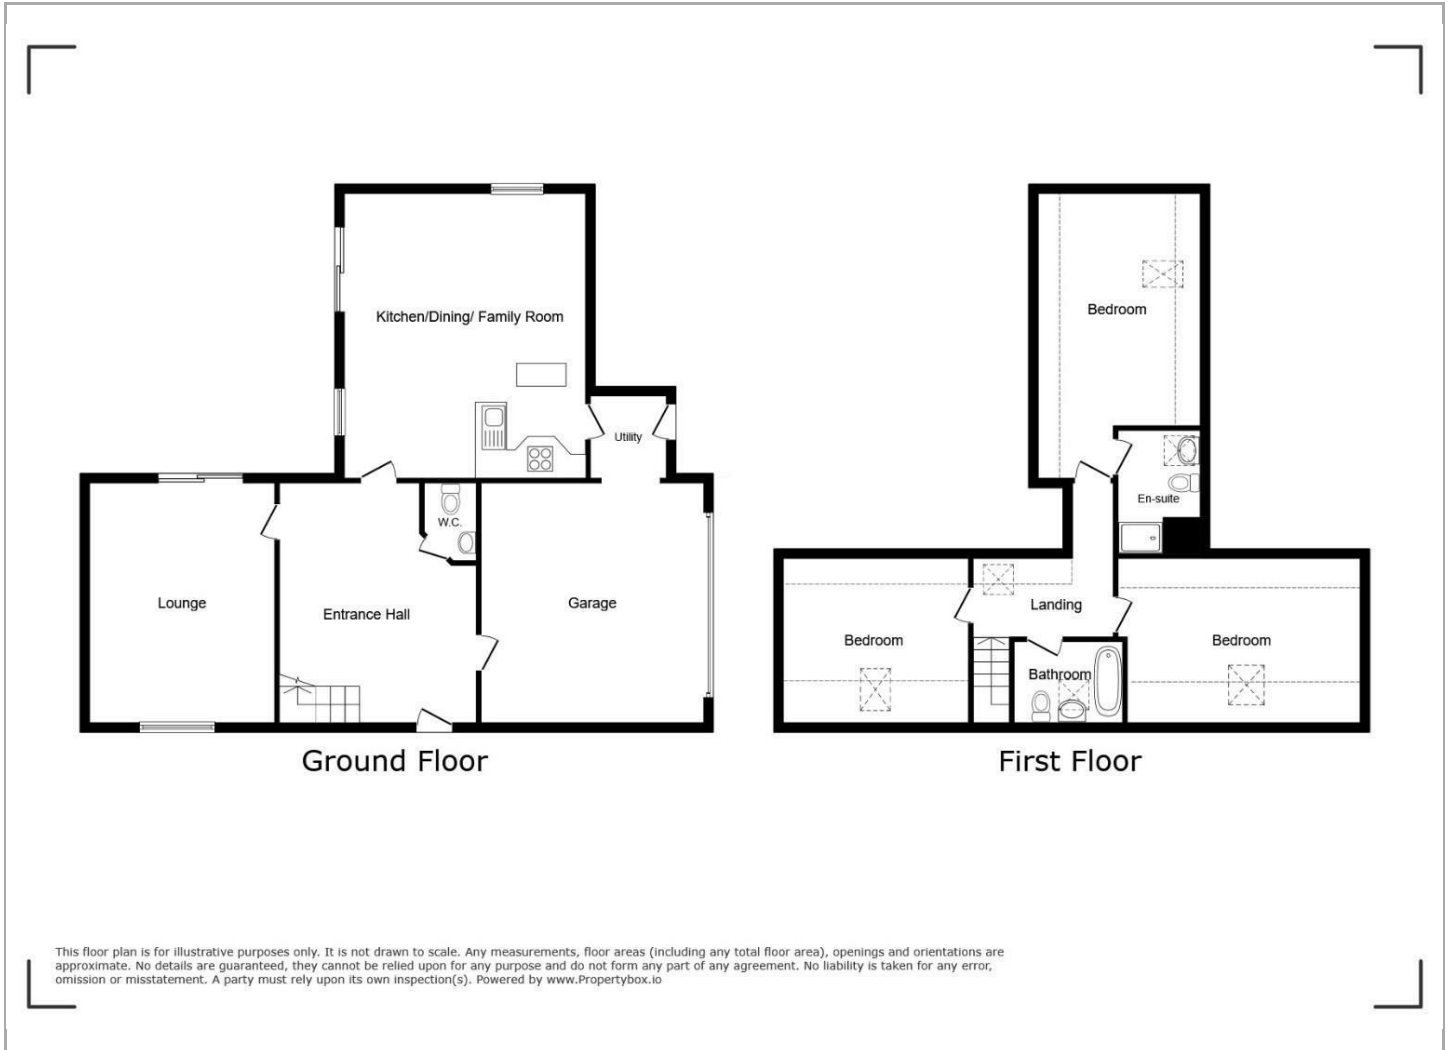 Kitchen/Dining/ Family Room
Utility
W.C.
Lounge
Entrance Hall
Garage
Ground Floor
Bedroom
En-suite
Landing
Bedroom
Bathroom
Bedroom
First Floor
This floor plan is for illustrative purposes only. It is not drawn to scale. Any measurements, floor areas (including any total floor area), openings and orientations are
approximate. No details are guaranteed, they cannot be relied upon for any purpose and do not form any part of any agreement. No liability is taken for any error,
omission or misstatement. A party must rely upon its own inspection(s). Powered by www.Propertybox.io